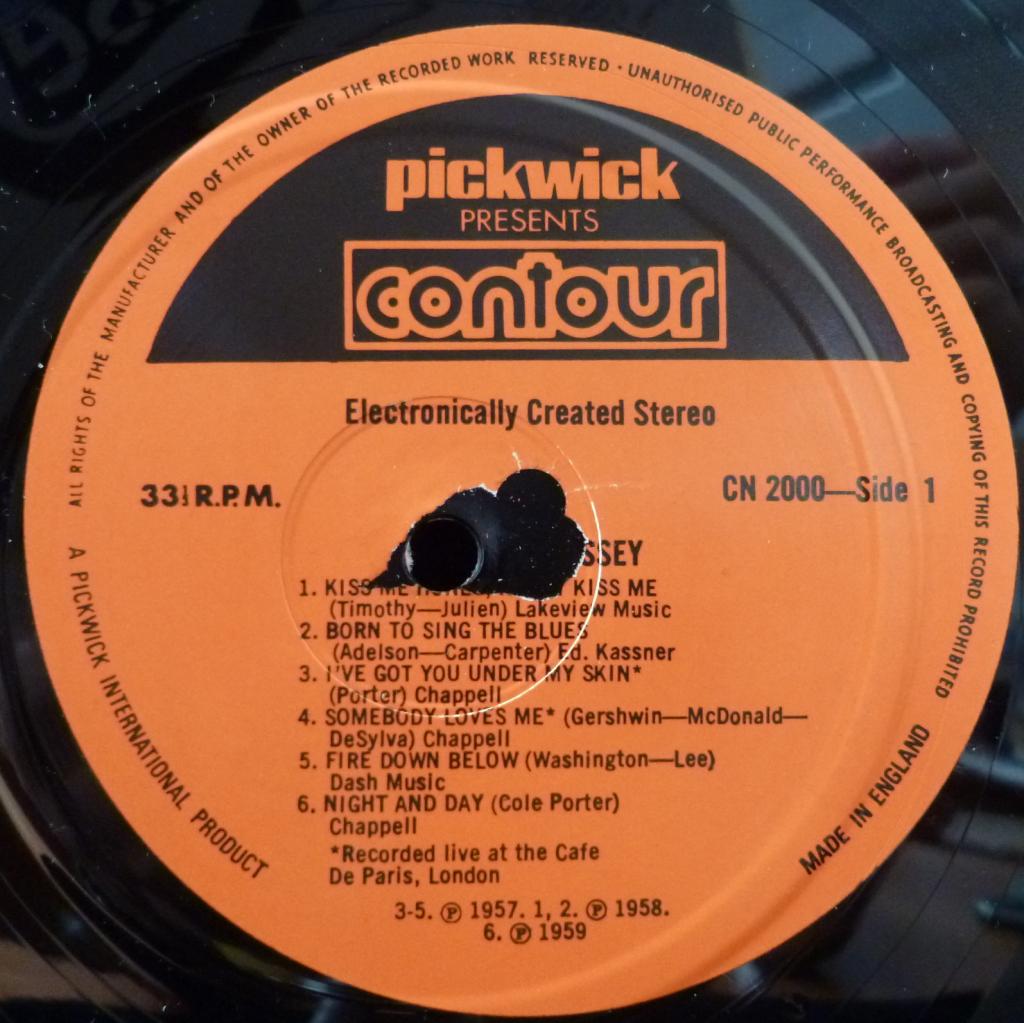 ALL RIGHTS OF THE MANUFACTURER AND OF THE OWNER OF THE RECORDED WORK RESERVED · UNAUTHORISED PUBLIC PERFORMANCE BROADCASTING AND COPYING OF THIS RECORD PROHIBITED
pickwick
PRESENTS
contour
Electronically Created Stereo
33⅓ R.P.M.
CN 2000—Side 1
SSEY
1. KISS ME KISS ME
(Timothy—Julien) Lakeview Music
2. BORN TO SING THE BLUES
(Adelson—Carpenter) Ed. Kassner
3. I'VE GOT YOU UNDER MY SKIN*
(Porter) Chappell
4. SOMEBODY LOVES ME* (Gershwin—McDonald—
DeSylva) Chappell
5. FIRE DOWN BELOW (Washington—Lee)
Dash Music
6. NIGHT AND DAY (Cole Porter)
Chappell
*Recorded live at the Cafe
De Paris, London
3-5. ℗ 1957. 1, 2. ℗ 1958.
6. ℗ 1959
A PICKWICK INTERNATIONAL PRODUCT
MADE IN ENGLAND